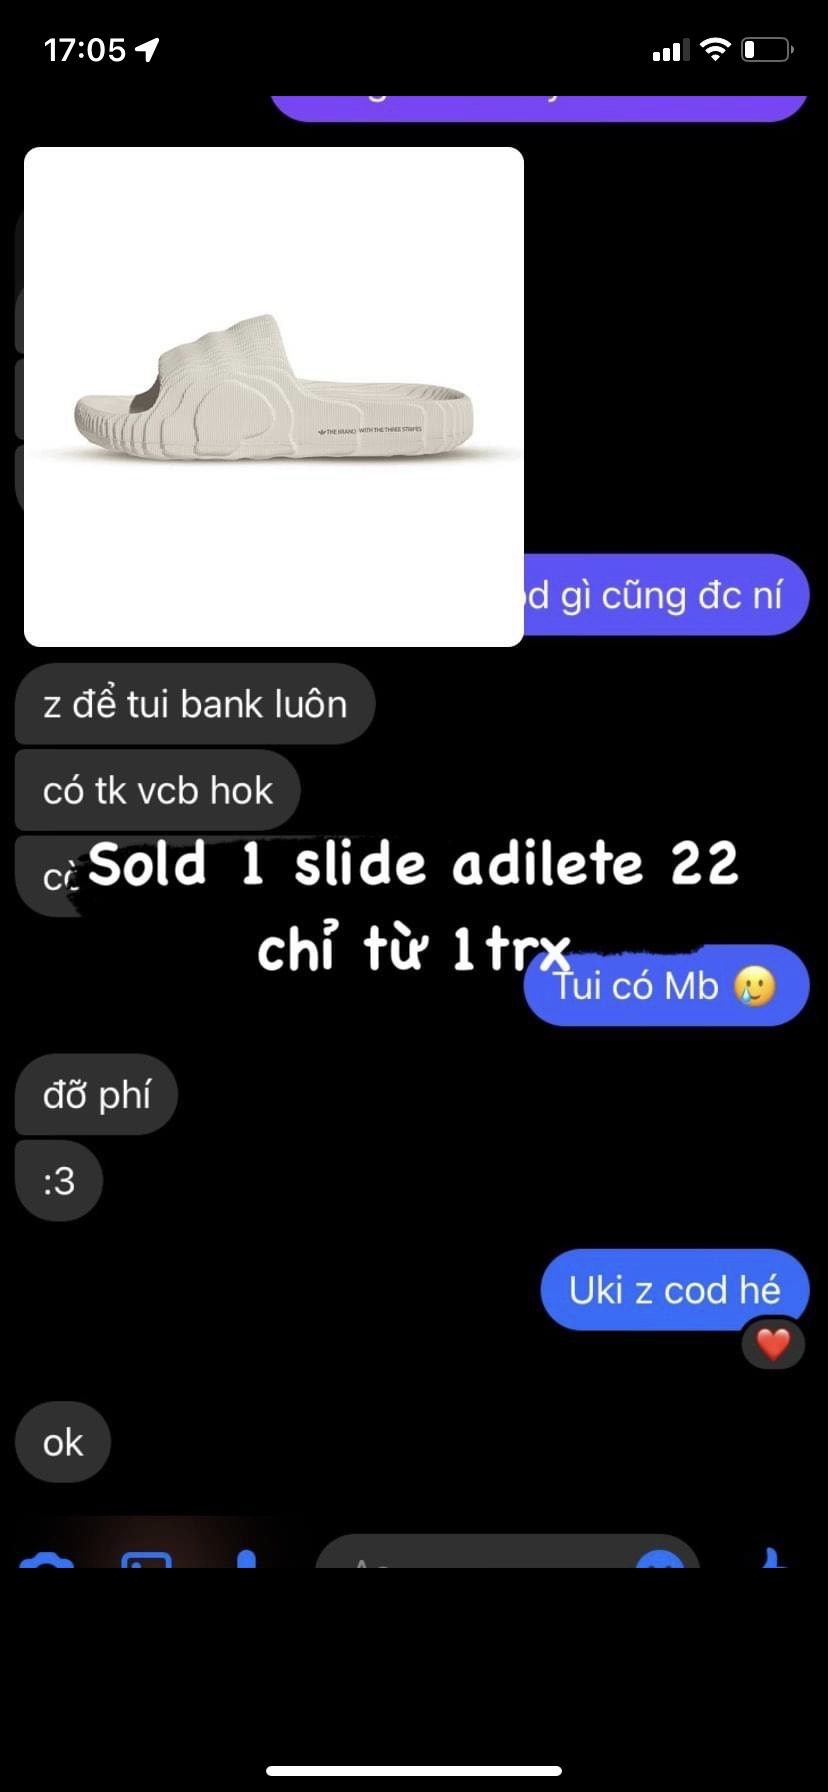 17:05
THE BRAND WITH THE THREE STRIPES
gì cũng đc ní
z để tui bank luôn
có tk vcb hok
Sold 1 slide adilete 22
chỉ từ 1trx
Tui có Mb 🥲
đỡ phí
:3
Uki z cod hé
❤️
ok